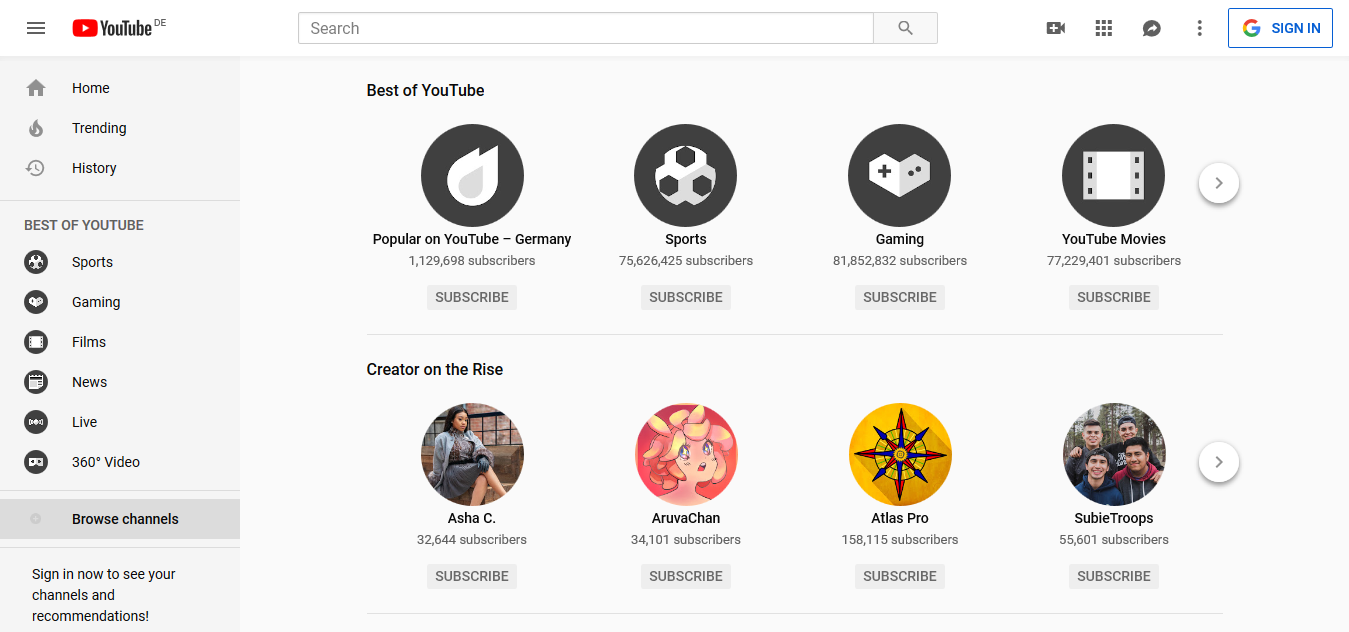 YouTube DE
Search
SIGN IN
Home
Trending
History
BEST OF YOUTUBE
Sports
Gaming
Films
News
Live
360° Video
Browse channels
Sign in now to see your
channels and
recommendations!
Best of YouTube
Popular on YouTube – Germany
1,129,698 subscribers
SUBSCRIBE
Sports
75,626,425 subscribers
SUBSCRIBE
Gaming
81,852,832 subscribers
SUBSCRIBE
YouTube Movies
77,229,401 subscribers
SUBSCRIBE
Creator on the Rise
Asha C.
32,644 subscribers
SUBSCRIBE
AruvaChan
34,101 subscribers
SUBSCRIBE
Atlas Pro
158,115 subscribers
SUBSCRIBE
SubieTroops
55,601 subscribers
SUBSCRIBE